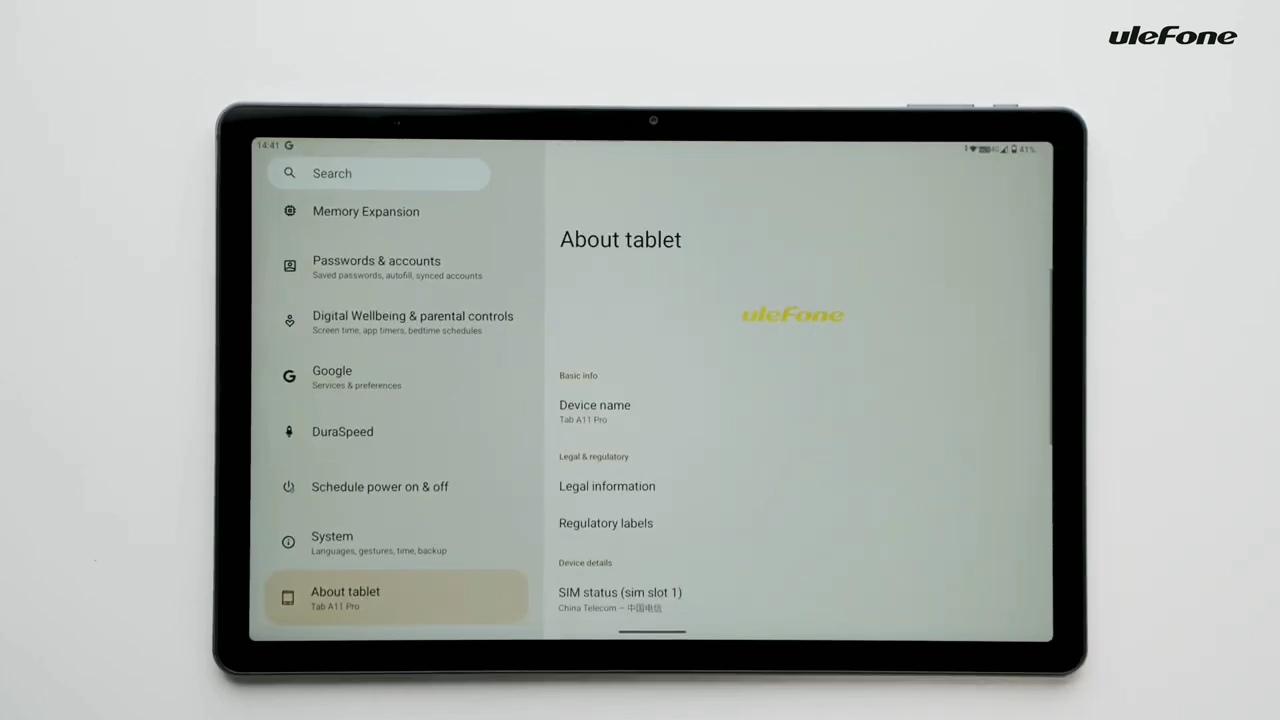 uleFone
14:41 G
41%
Search
Memory Expansion
Passwords & accounts
Saved passwords, autofill, synced accounts
Digital Wellbeing & parental controls
Screen time, app timers, bedtime schedules
G
Google
Services & preferences
DuraSpeed
Schedule power on & off
System
Languages, gestures, time, backup
About tablet
Tab A11 Pro
About tablet
uleFone
Basic info
Device name
Tab A11 Pro
Legal & regulatory
Legal information
Regulatory labels
Device details
SIM status (sim slot 1)
China Telecom – 中国电信